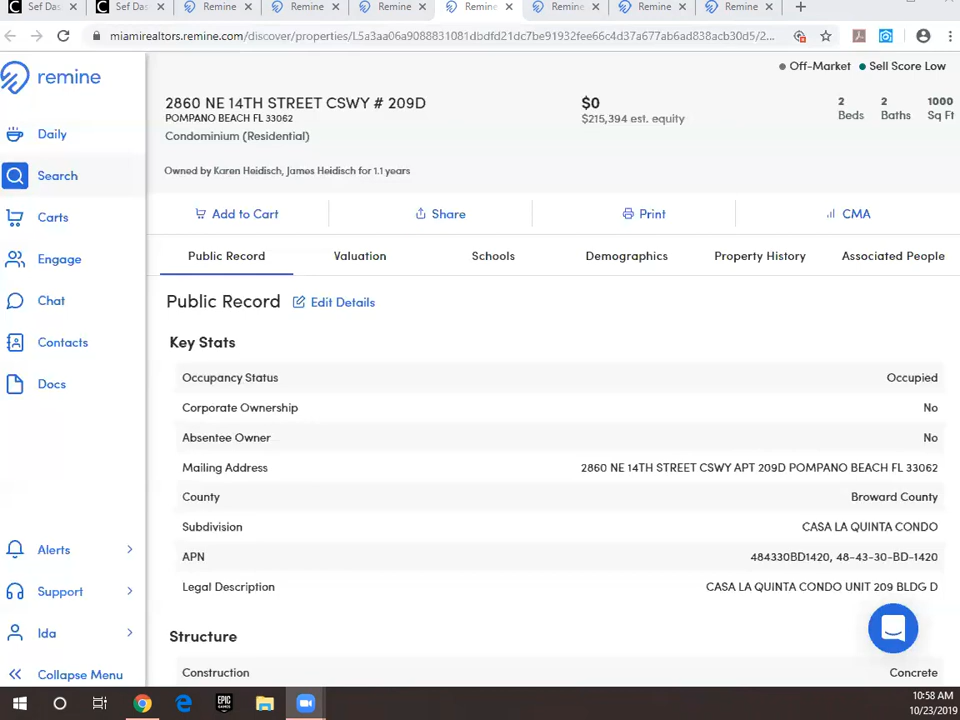 Sef Das
Sef Das
Remine
Remine
Remine
Remine
Remine
Remine
Remine
miamirealtors.remine.com/discover/properties/L5a3aa06a9088831081dbdfd21dc7be91932fee66c4d37a677ab6ad838acb30d5/2...
remine
Off-Market
Sell Score Low
2860 NE 14TH STREET CSWY # 209D
POMPANO BEACH FL 33062
Condominium (Residential)
Owned by Karen Heidisch, James Heidisch for 1.1 years
$0
$215,394 est. equity
2 2 1000
Beds Baths Sq Ft
Daily
Search
Carts
Engage
Chat
Contacts
Docs
Alerts
Support
Ida
Collapse Menu
Add to Cart
Share
Print
CMA
Public Record
Valuation
Schools
Demographics
Property History
Associated People
Public Record Edit Details
Key Stats
Occupancy Status Occupied
Corporate Ownership No
Absentee Owner No
Mailing Address 2860 NE 14TH STREET CSWY APT 209D POMPANO BEACH FL 33062
County Broward County
Subdivision CASA LA QUINTA CONDO
APN 484330BD1420, 48-43-30-BD-1420
Legal Description CASA LA QUINTA CONDO UNIT 209 BLDG D
Structure
Construction Concrete
EPIC
GAMES
10:58 AM
10/23/2019